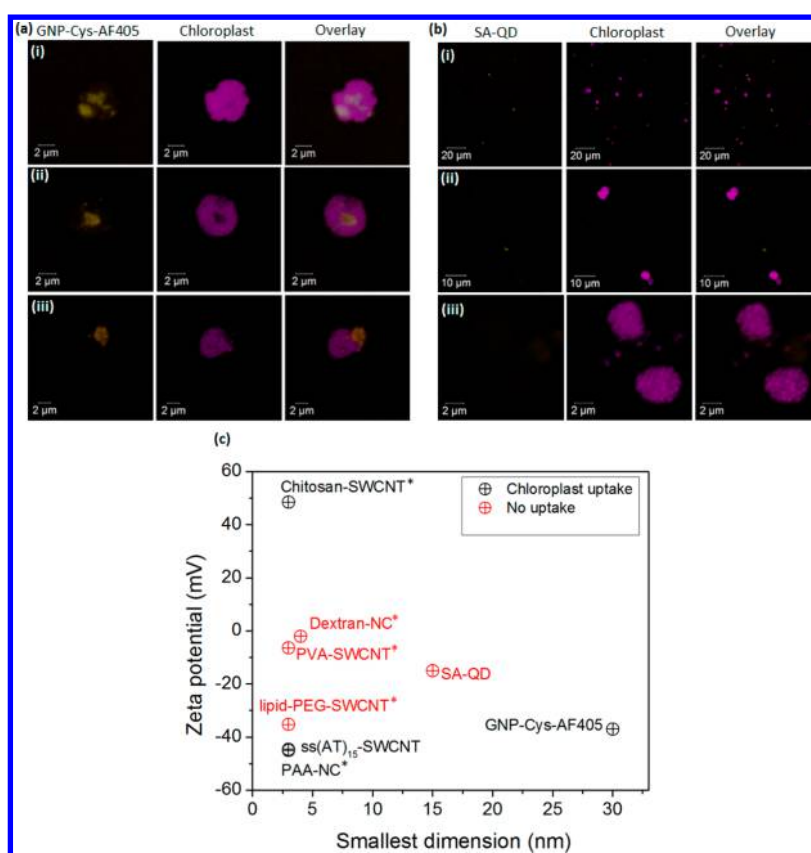 (a) GNP-Cys-AF405 Chloroplast Overlay
(i)
2 μm 2 μm 2 μm
(ii)
2 μm 2 μm 2 μm
(iii)
2 μm 2 μm 2 μm
(b) SA-QD Chloroplast Overlay
(i)
20 μm 20 μm 20 μm
(ii)
10 μm 10 μm 10 μm
(iii)
2 μm 2 μm 2 μm
(c)
Zeta potential (mV)
60
40
20
0
-20
-40
-60
Chitosan-SWCNT*
Chloroplast uptake
No uptake
Dextran-NC*
PVA-SWCNT*
SA-QD
lipid-PEG-SWCNT*
GNP-Cys-AF405
ss(AT)15-SWCNT
PAA-NC*
0 5 10 15 20 25 30
Smallest dimension (nm)